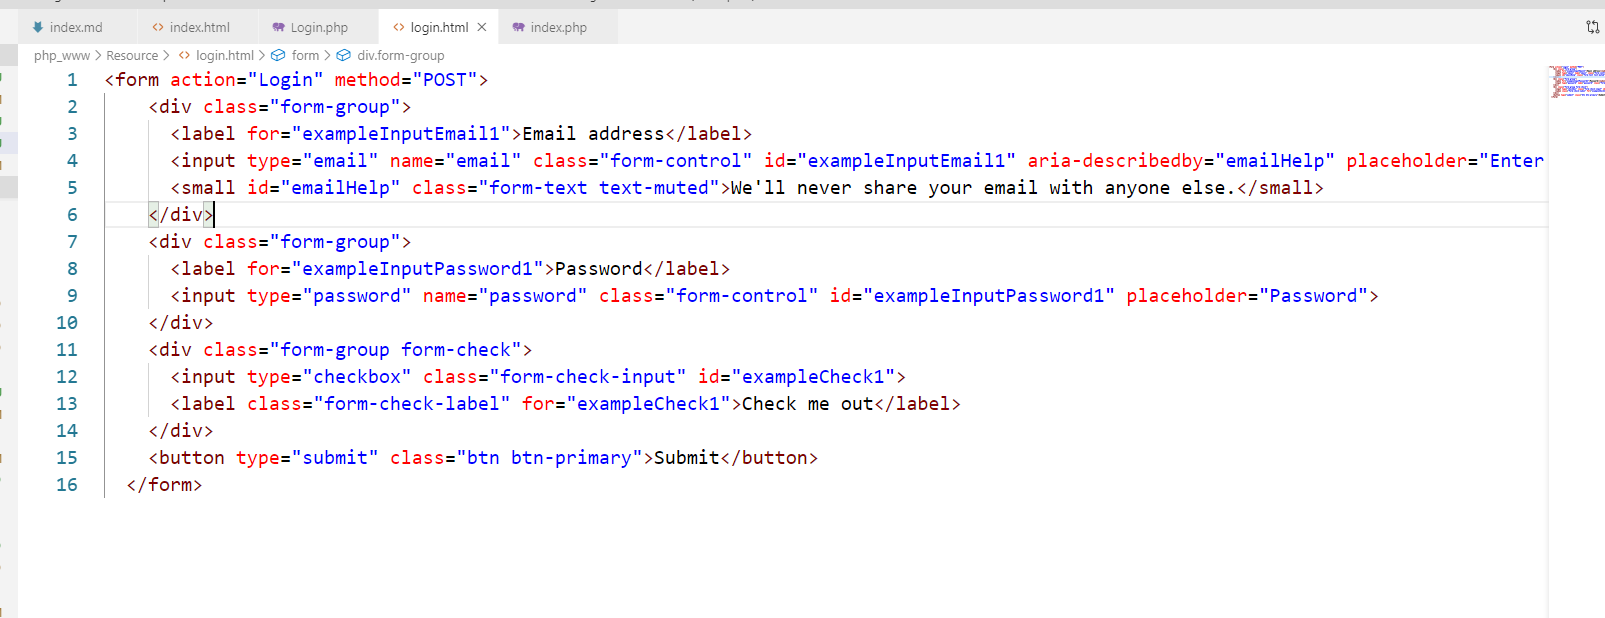 index.md index.html Login.php login.html index.php
php_www > Resource > login.html > form > div.form-group
1 <form action="Login" method="POST">
2 <div class="form-group">
3 <label for="exampleInputEmail1">Email address</label>
4 <input type="email" name="email" class="form-control" id="exampleInputEmail1" aria-describedby="emailHelp" placeholder="Enter
5 <small id="emailHelp" class="form-text text-muted">We'll never share your email with anyone else.</small>
6 </div>
7 <div class="form-group">
8 <label for="exampleInputPassword1">Password</label>
9 <input type="password" name="password" class="form-control" id="exampleInputPassword1" placeholder="Password">
10 </div>
11 <div class="form-group form-check">
12 <input type="checkbox" class="form-check-input" id="exampleCheck1">
13 <label class="form-check-label" for="exampleCheck1">Check me out</label>
14 </div>
15 <button type="submit" class="btn btn-primary">Submit</button>
16 </form>